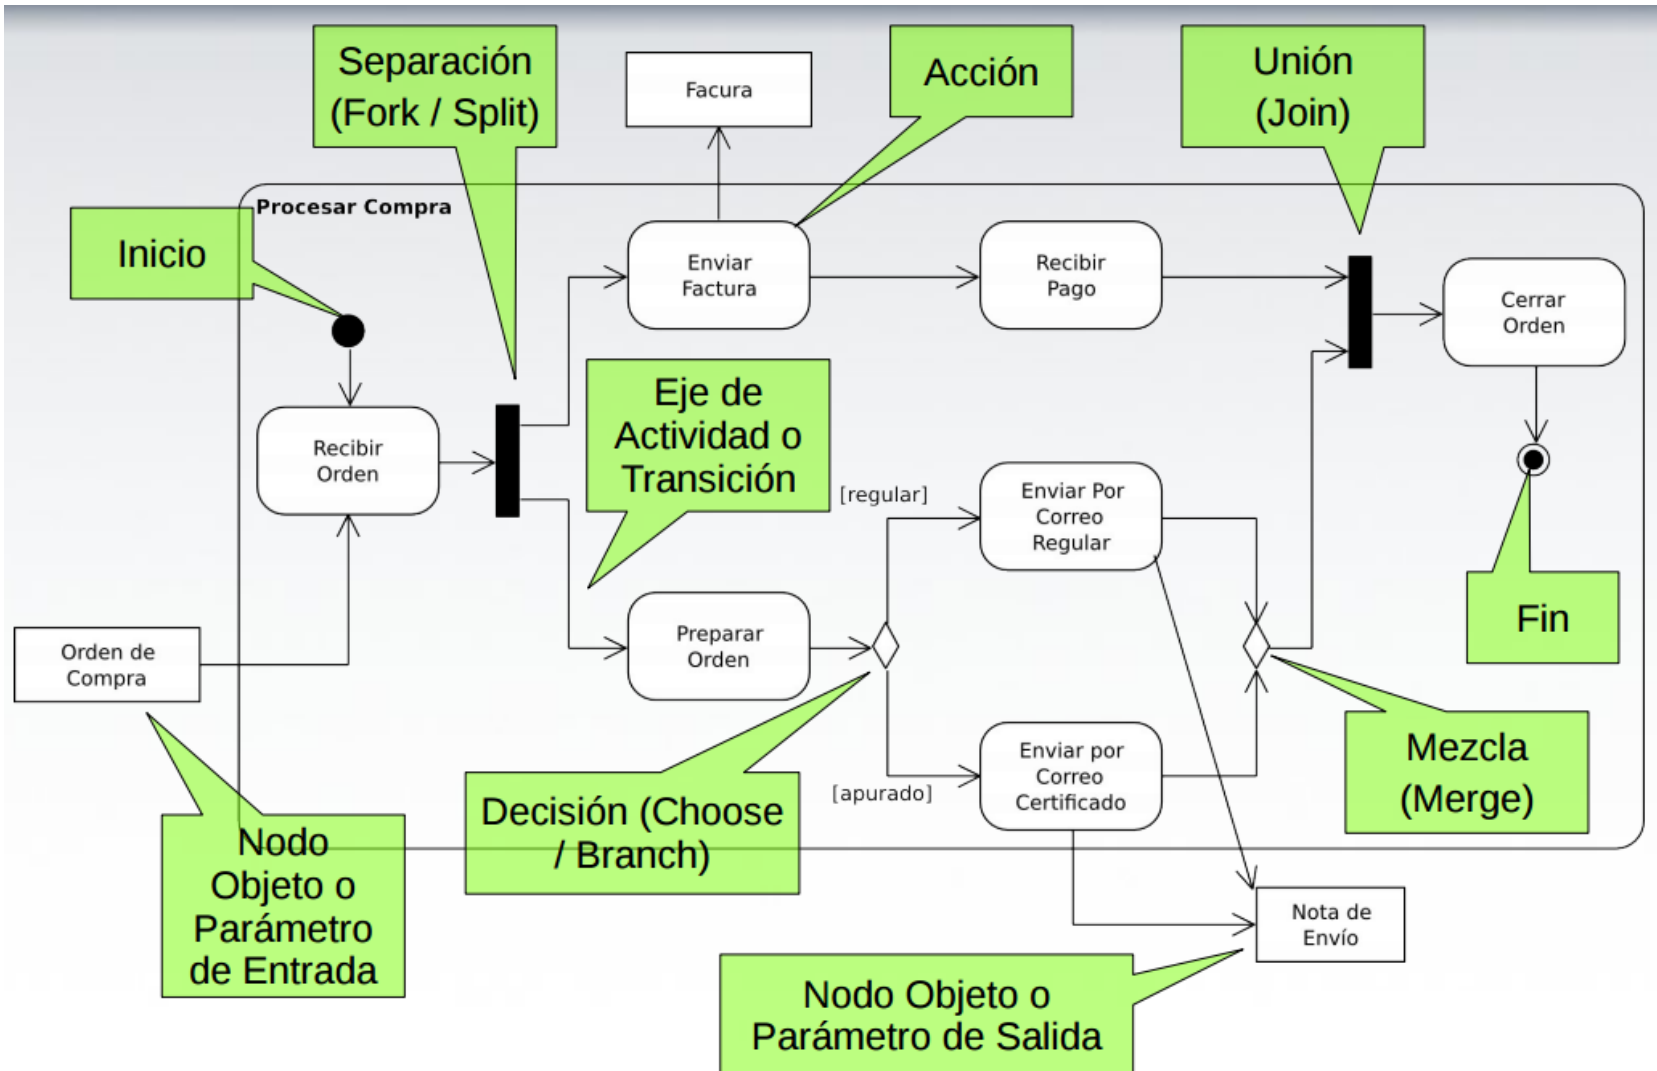 Separación
(Fork / Split)
Facura
Acción
Unión
(Join)
Procesar Compra
Inicio
Enviar
Factura
Recibir
Pago
Cerrar
Orden
Eje de
Actividad o
Transición
Recibir
Orden
[regular]
Enviar Por
Correo
Regular
Fin
Orden de
Compra
Preparar
Orden
Mezcla
(Merge)
Enviar por
Correo
Certificado
[apurado]
Decisión (Choose
/ Branch)
Nodo
Objeto o
Parámetro
de Entrada
Nota de
Envío
Nodo Objeto o
Parámetro de Salida